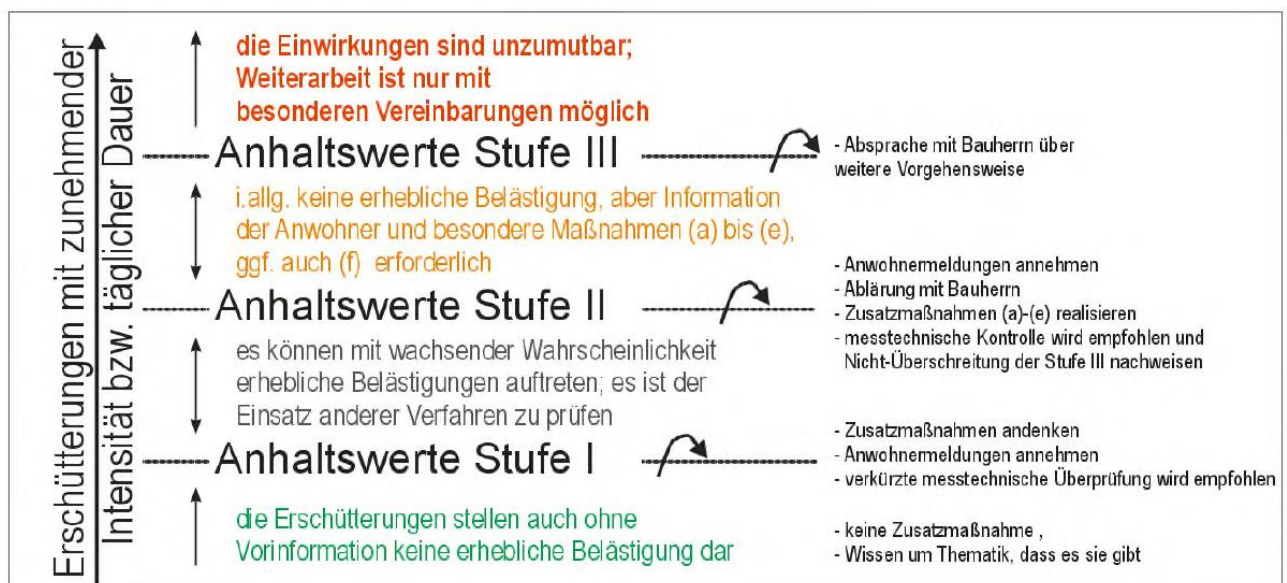 Erschütterungen mit zunehmender
Intensität bzw. täglicher Dauer
die Einwirkungen sind unzumutbar;
Weiterarbeit ist nur mit
besonderen Vereinbarungen möglich
Anhaltswerte Stufe III
- Absprache mit Bauherrn über
weitere Vorgehensweise
i.allg. keine erhebliche Belästigung, aber Information
der Anwohner und besondere Maßnahmen (a) bis (e),
ggf. auch (f) erforderlich
Anhaltswerte Stufe II
- Anwohnermeldungen annehmen
- Ablärung mit Bauherrn
- Zusatzmaßnahmen (a)-(e) realisieren
- messtechnische Kontrolle wird empfohlen und
Nicht-Überschreitung der Stufe III nachweisen
es können mit wachsender Wahrscheinlichkeit
erhebliche Belästigungen auftreten; es ist der
Einsatz anderer Verfahren zu prüfen
Anhaltswerte Stufe I
- Zusatzmaßnahmen andenken
- Anwohnermeldungen annehmen
- verkürzte messtechnische Überprüfung wird empfohlen
die Erschütterungen stellen auch ohne
Vorinformation keine erhebliche Belästigung dar
- keine Zusatzmaßnahme ,
- Wissen um Thematik, dass es sie gibt